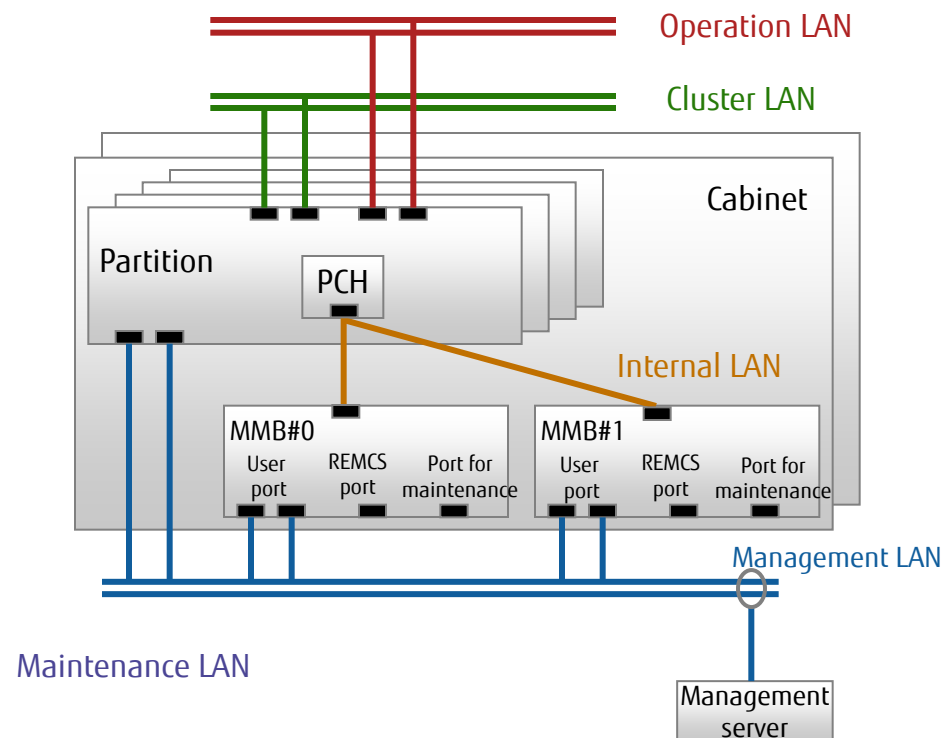 Operation LAN
Cluster LAN
Cabinet
Partition
PCH
Internal LAN
MMB#0
User
port
REMCS
port
Port for
maintenance
MMB#1
User
port
REMCS
port
Port for
maintenance
Management LAN
Maintenance LAN
Management
server